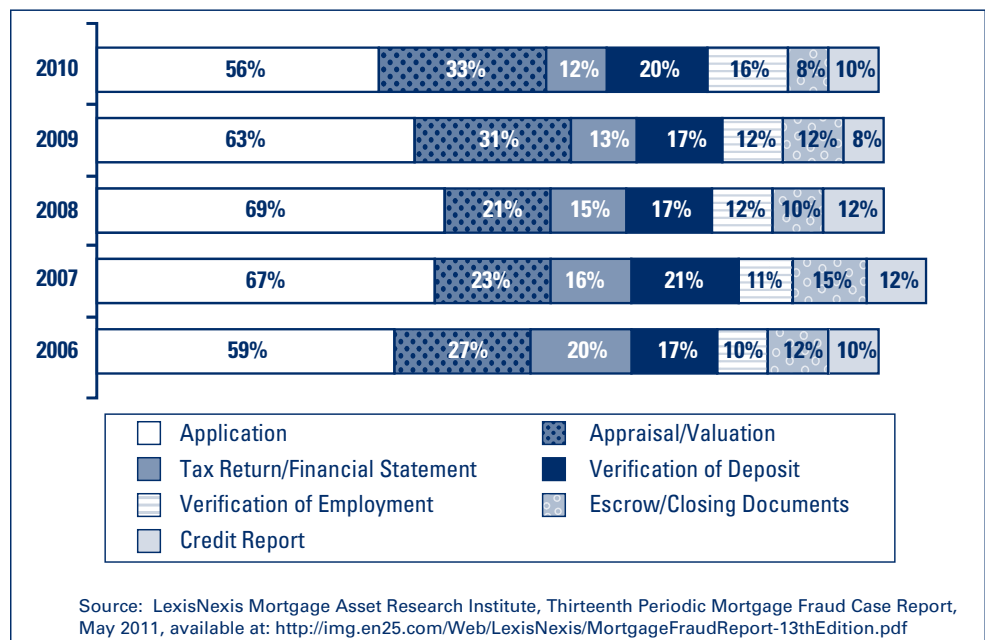 2010 56% 33% 12% 20% 16% 8% 10%
2009 63% 31% 13% 17% 12% 12% 8%
2008 69% 21% 15% 17% 12% 10% 12%
2007 67% 23% 16% 21% 11% 15% 12%
2006 59% 27% 20% 17% 10% 12% 10%
Application Appraisal/Valuation
Tax Return/Financial Statement Verification of Deposit
Verification of Employment Escrow/Closing Documents
Credit Report
Source: LexisNexis Mortgage Asset Research Institute, Thirteenth Periodic Mortgage Fraud Case Report,
May 2011, available at: http://img.en25.com/Web/LexisNexis/MortgageFraudReport-13thEdition.pdf